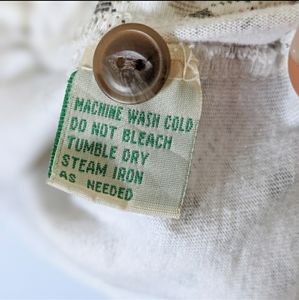 MACHINE WASH COLD
DO NOT BLEACH
TUMBLE DRY
STEAM IRON
AS NEEDED